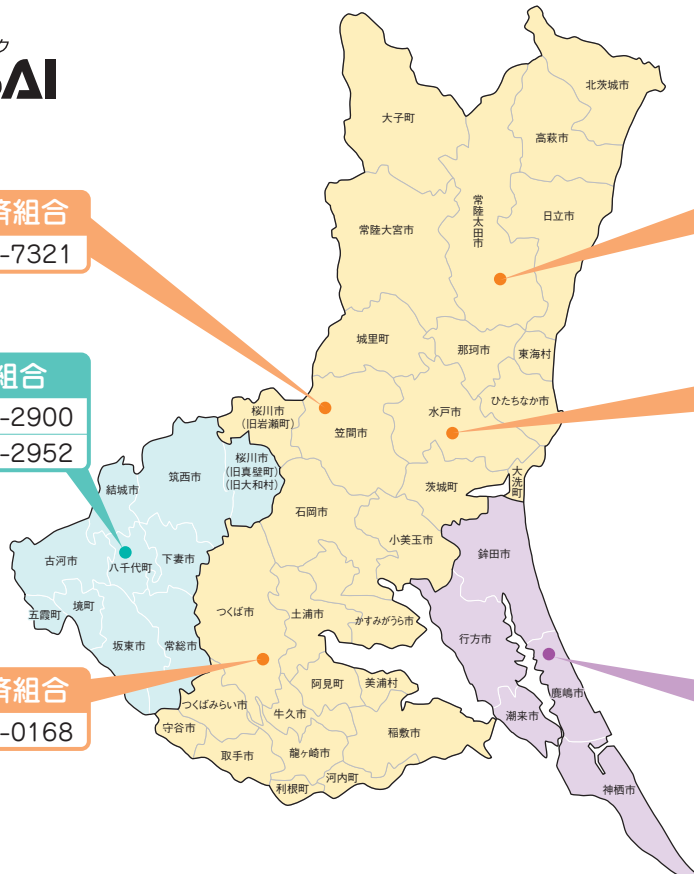 ク
SAI
済組合
-7321
組合
-2900
-2952
済組合
-0168
北茨城市
大子町
高萩市
常陸太田市
日立市
常陸大宮市
城里町
那珂市
東海村
ひたちなか市
桜川市
(旧岩瀬町)
笠間市
水戸市
桜川市
(旧真壁町)
(旧大和村)
筑西市
結城市
茨城町
大洗町
石岡市
小美玉市
鉾田市
古河市
八千代町
下妻市
五霞町
境町
つくば市
土浦市
かすみがうら市
行方市
坂東市
常総市
阿見町
美浦村
鹿嶋市
つくばみらい市
牛久市
潮来市
守谷市
稲敷市
取手市
龍ヶ崎市
河内町
利根町
神栖市